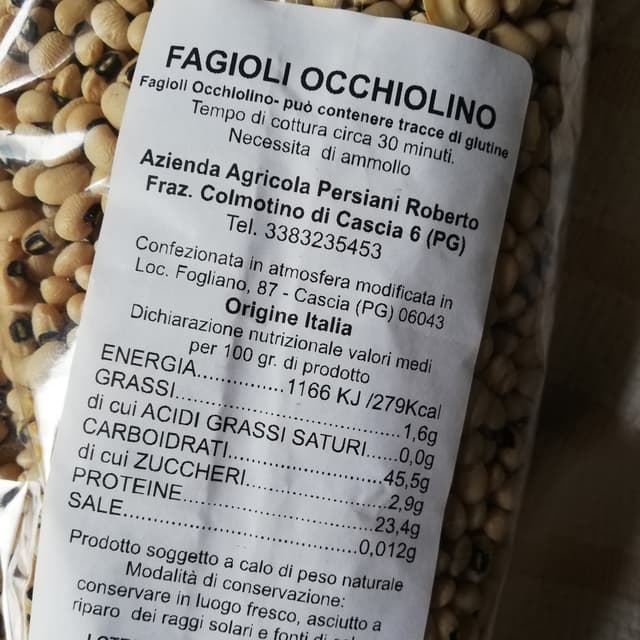 FAGIOLI OCCHIOLINO
Fagioli Occhiolino- può contenere tracce di glutine
Tempo di cottura circa 30 minuti.
Necessita di ammollo
Azienda Agricola Persiani Roberto
Fraz. Colmotino di Cascia 6 (PG)
Tel. 3383235453
Confezionata in atmosfera modificata in
Loc. Fogliano, 87 - Cascia (PG) 06043
Origine Italia
Dichiarazione nutrizionale valori medi
per 100 gr. di prodotto
ENERGIA..............1166 KJ /279Kcal
GRASSI....................................1,6g
di cui ACIDI GRASSI SATURI.....0,0g
CARBOIDRATI.........................45,5g
di cui ZUCCHERI.......................2,9g
PROTEINE...............................23,4g
SALE......................................0,012g
Prodotto soggetto a calo di peso naturale
Modalità di conservazione:
conservare in luogo fresco, asciutto a
riparo dei raggi solari e fonti di